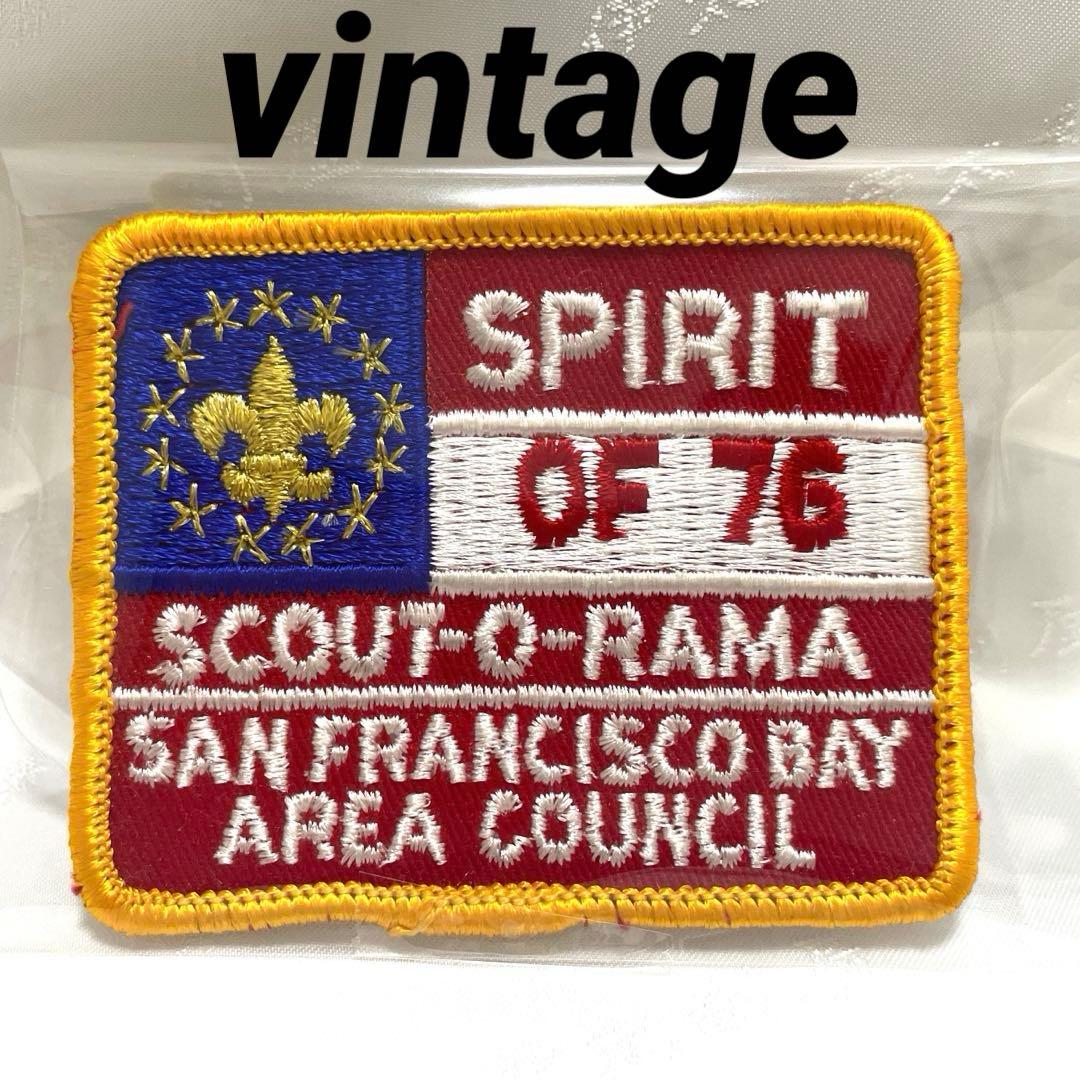 vintage
SPIRIT
OF 76
SCOUT-O-RAMA
SAN FRANCISCO BAY
AREA COUNCIL